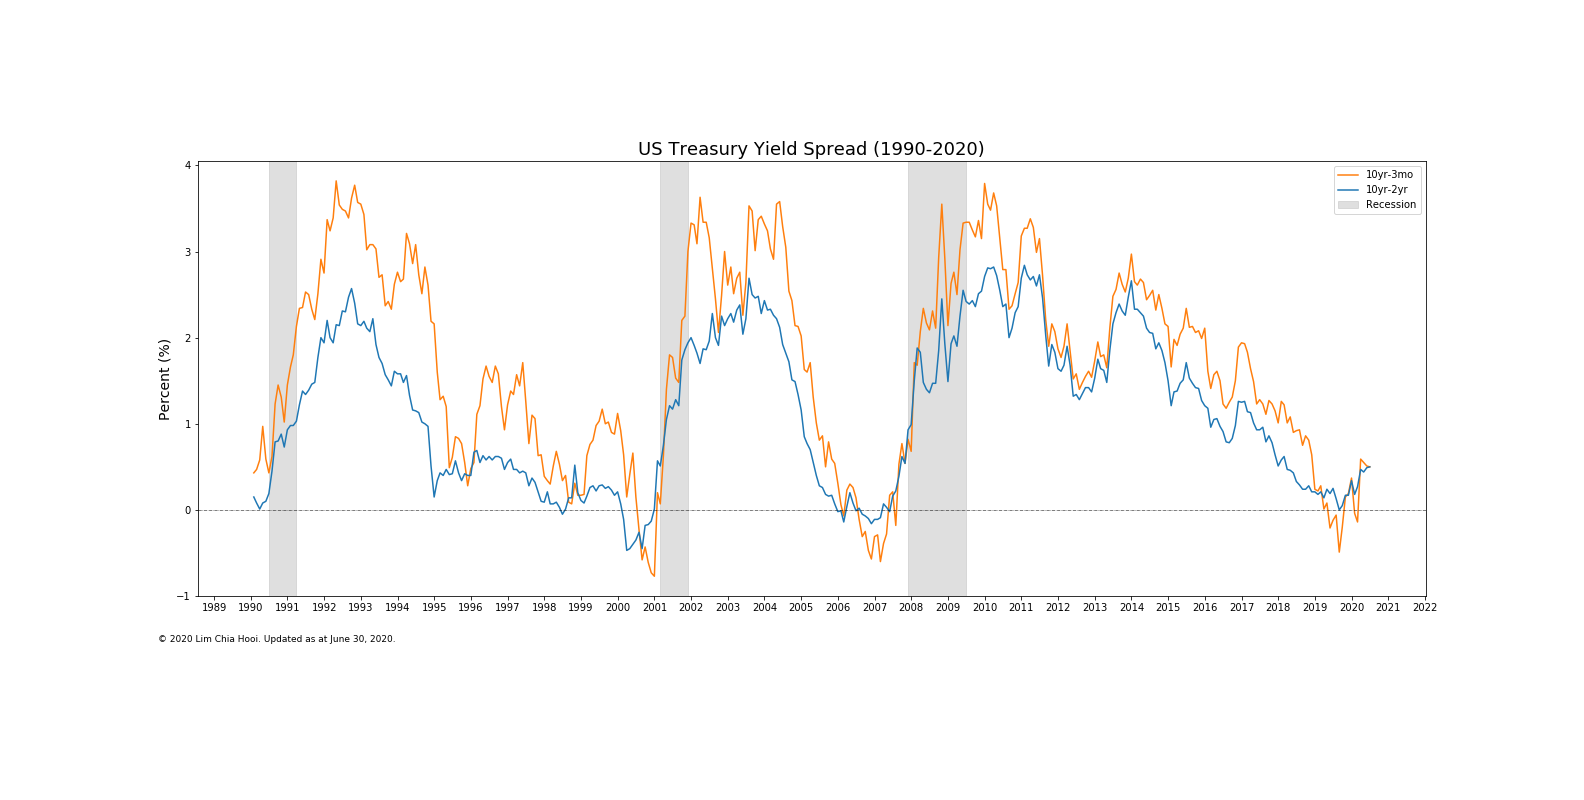 US Treasury Yield Spread (1990-2020)
4
3
2
1
0
−1
Percent (%)
10yr-3mo
10yr-2yr
Recession
1989 1990 1991 1992 1993 1994 1995 1996 1997 1998 1999 2000 2001 2002 2003 2004 2005 2006 2007 2008 2009 2010 2011 2012 2013 2014 2015 2016 2017 2018 2019 2020 2021 2022
© 2020 Lim Chia Hooi. Updated as at June 30, 2020.